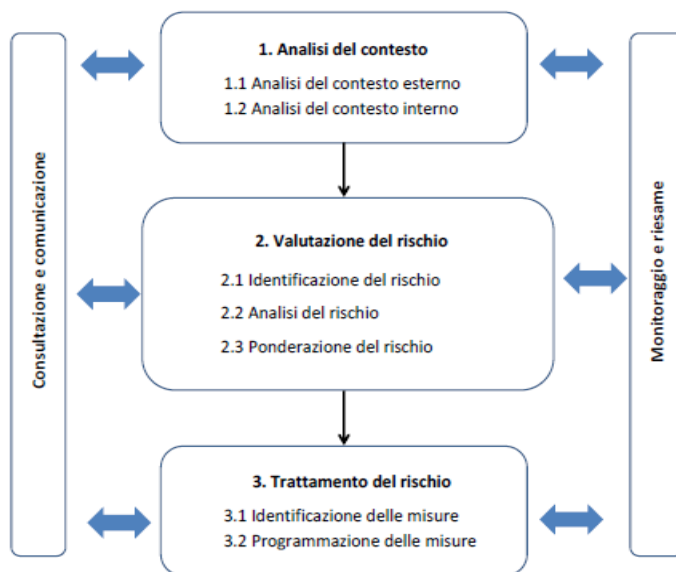 Consultazione e comunicazione
1. Analisi del contesto
1.1 Analisi del contesto esterno
1.2 Analisi del contesto interno
2. Valutazione del rischio
2.1 Identificazione del rischio
2.2 Analisi del rischio
2.3 Ponderazione del rischio
3. Trattamento del rischio
3.1 Identificazione delle misure
3.2 Programmazione delle misure
Monitoraggio e riesame